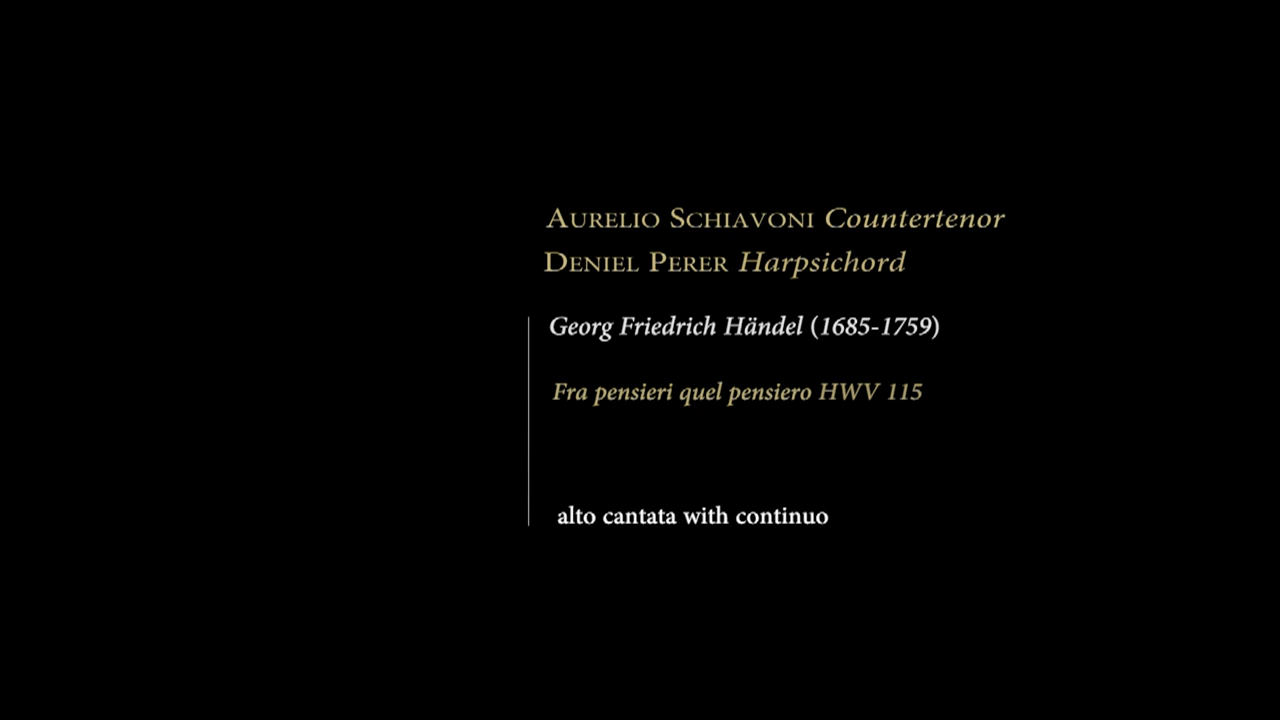 AURELIO SCHIAVONI Countertenor
DENIEL PERER Harpsichord
Georg Friedrich Händel (1685-1759)
Fra pensieri quel pensiero HWV 115
alto cantata with continuo